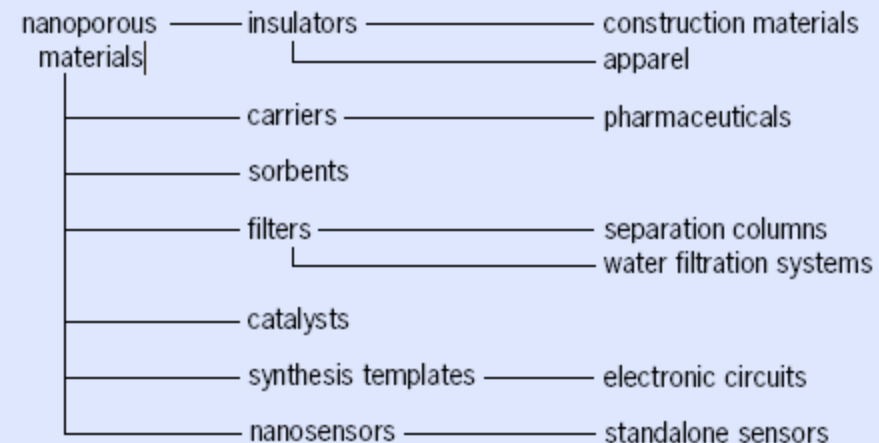 nanoporous insulators construction materials
materials apparel
carriers pharmaceuticals
sorbents
filters separation columns
water filtration systems
catalysts
synthesis templates electronic circuits
nanosensors standalone sensors